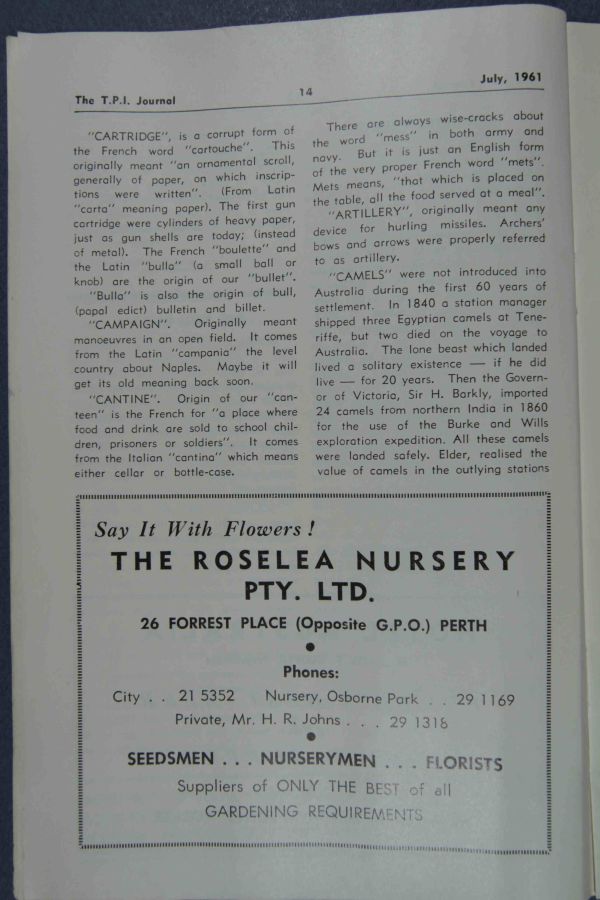 The T.P.I. Journal
14
July, 1961
"CARTRIDGE", is a corrupt form of
the French word "cartouche". This
originally meant "an ornamental scroll,
generally of paper, on which inscrip-
tions were written". (From Latin
"carta" meaning paper). The first gun
cartridge were cylinders of heavy paper,
just as gun shells are today; (instead
of metal). The French "boulette" and
the Latin "bulla" (a small ball or
knob) are the origin of our "bullet".
"Bulla" is also the origin of bull,
(papal edict) bulletin and billet.
"CAMPAIGN". Originally meant
manoeuvres in an open field. It comes
from the Latin "campania" the level
country about Naples. Maybe it will
get its old meaning back soon.
"CANTINE". Origin of our "can-
teen" is the French for "a place where
food and drink are sold to school chil-
dren, prisoners or soldiers". It comes
from the Italian "cantina" which means
either cellar or bottle-case.
There are always wise-cracks about
the word "mess" in both army and
navy. But it is just an English form
of the very proper French word "mets".
Mets means, "that which is placed on
the table, all the food served at a meal".
"ARTILLERY", originally meant any
device for hurling missiles. Archers'
bows and arrows were properly referred
to as artillery.
"CAMELS" were not introduced into
Australia during the first 60 years of
settlement. In 1840 a station manager
shipped three Egyptian camels at Tene-
riffe, but two died on the voyage to
Australia. The lone beast which landed
lived a solitary existence — if he did
live — for 20 years. Then the Govern-
or of Victoria, Sir H. Barkly, imported
24 camels from northern India in 1860
for the use of the Burke and Wills
exploration expedition. All these camels
were landed safely. Elder, realised the
value of camels in the outlying stations
Say It With Flowers!
THE ROSELEA NURSERY
PTY. LTD.
26 FORREST PLACE (Opposite G.P.O.) PERTH
Phones:
City . . 21 5352 Nursery, Osborne Park . . 29 1169
Private, Mr. H. R. Johns . . . 29 1318
SEEDSMEN . . . NURSERYMEN . . . FLORISTS
Suppliers of ONLY THE BEST of all
GARDENING REQUIREMENTS